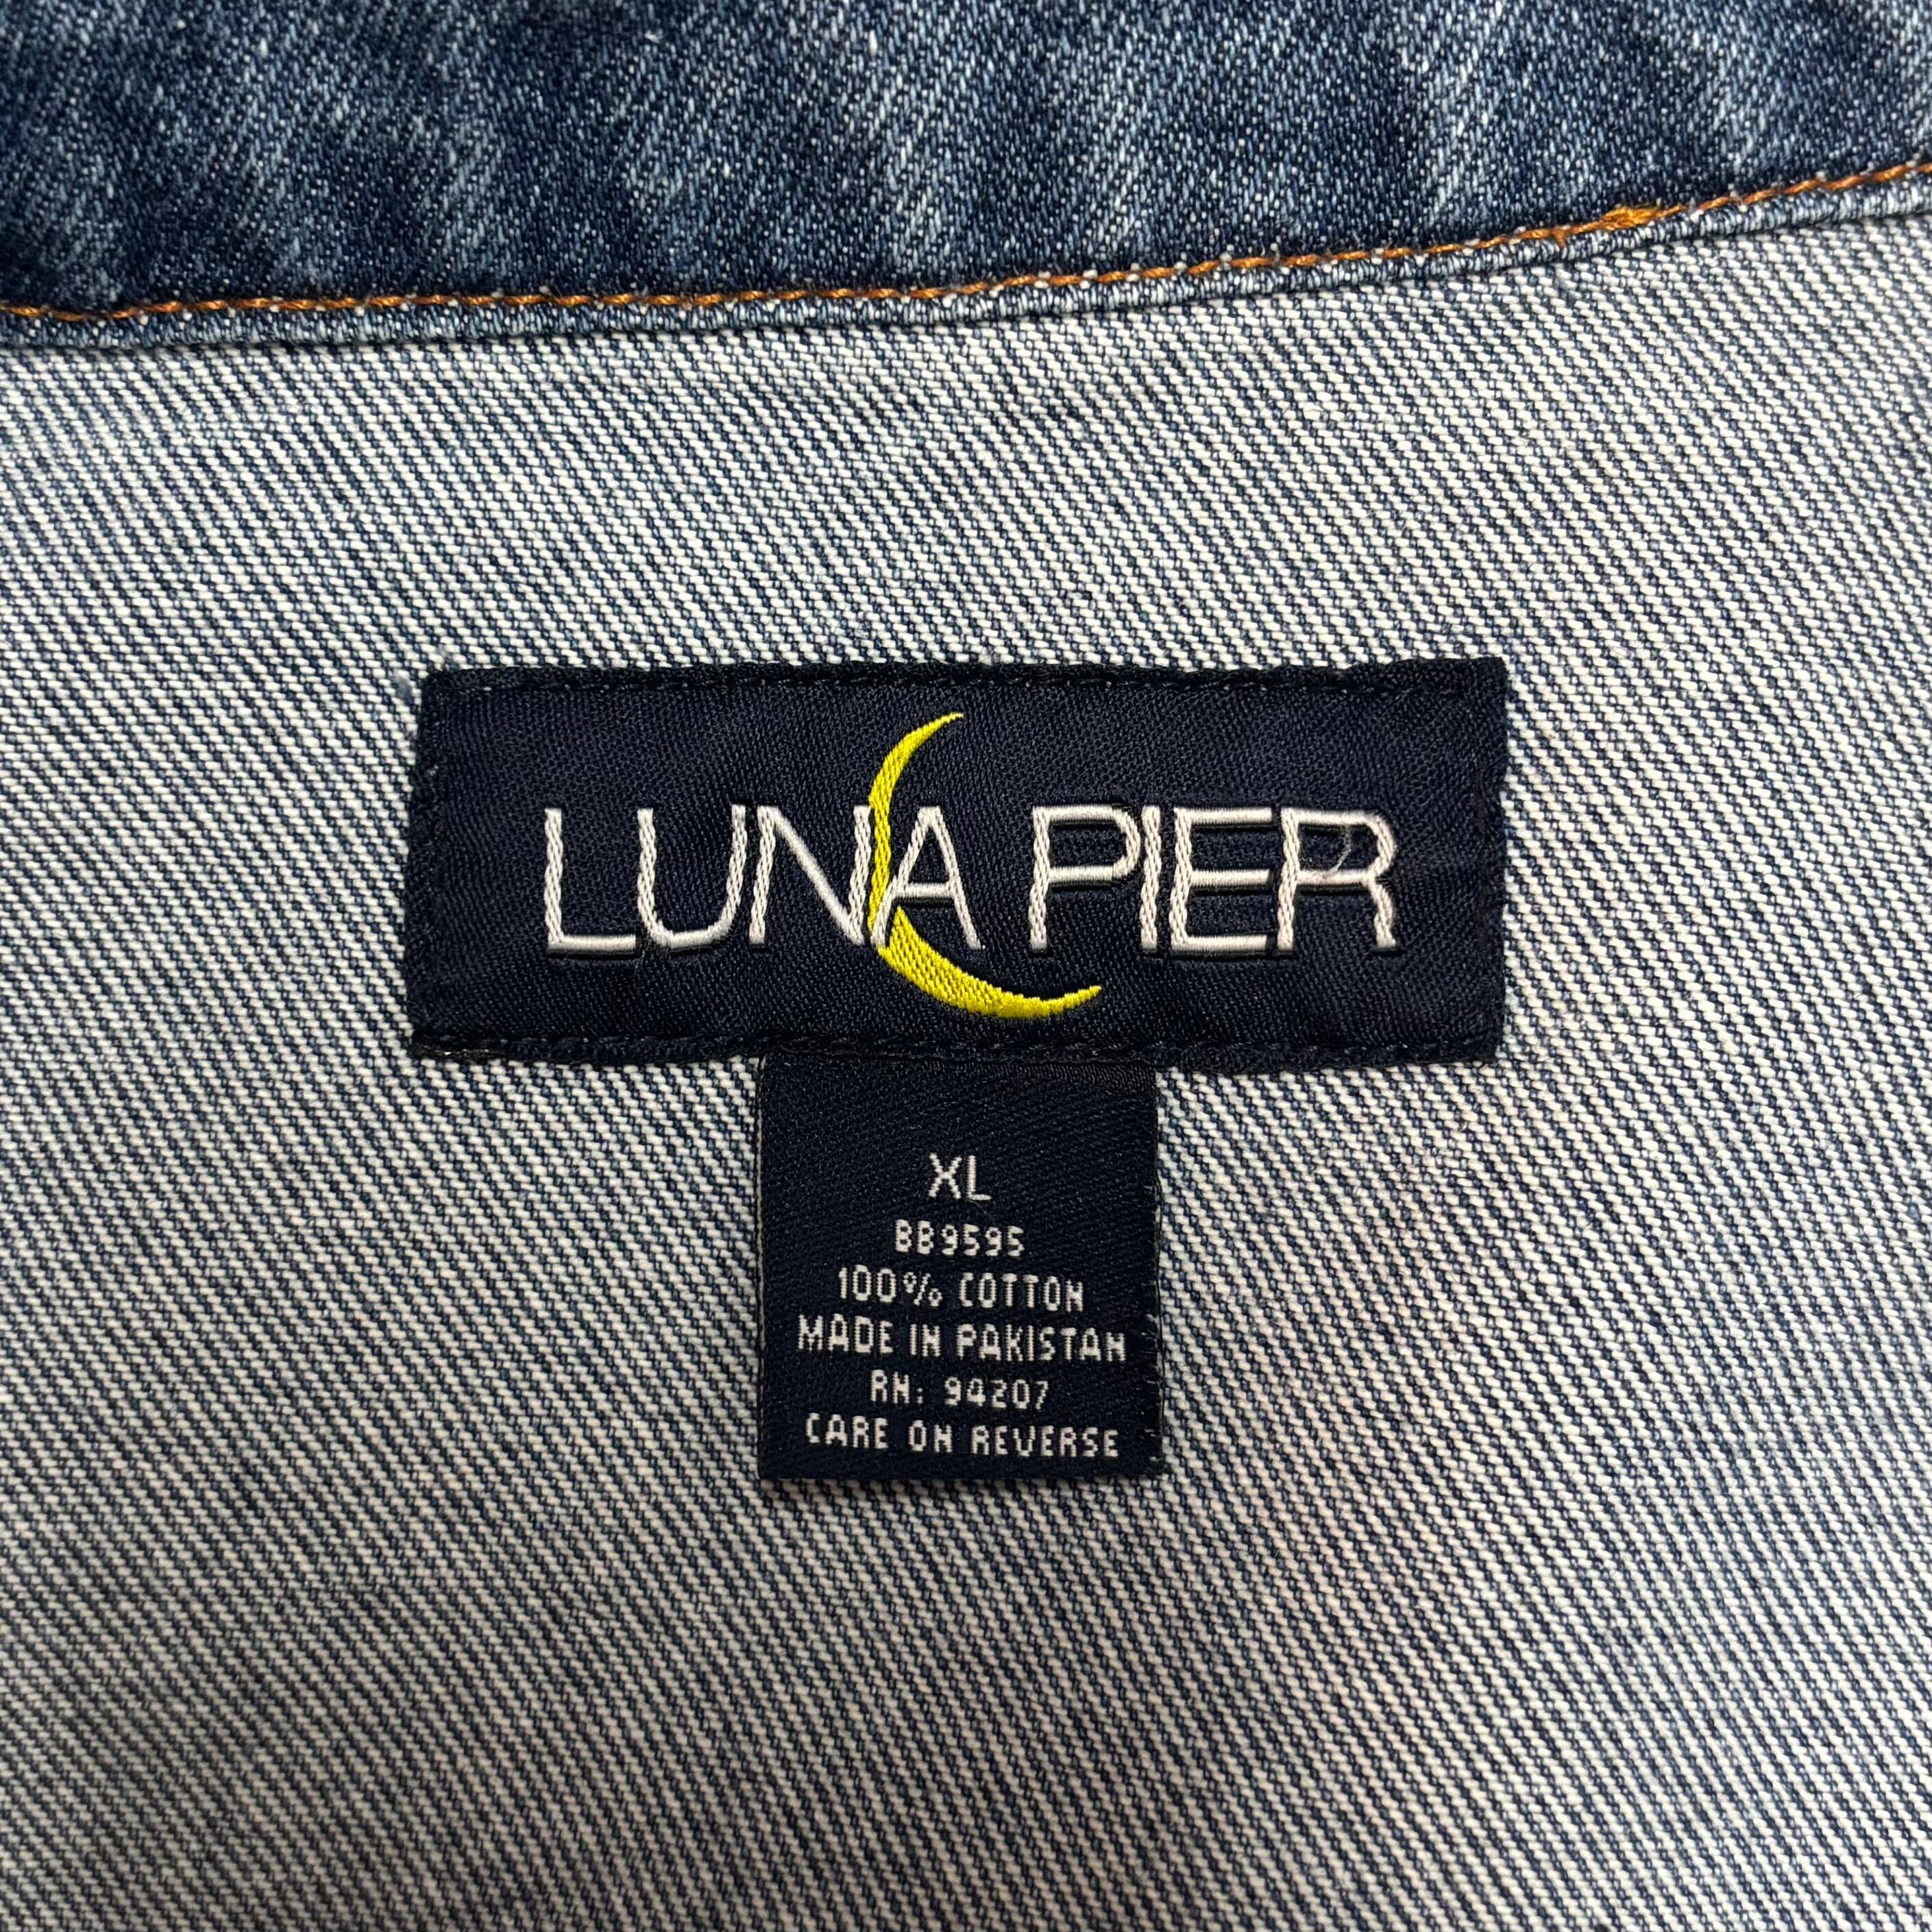 LUNA PIER
XL
BB9595
100% COTTON
MADE IN PAKISTAN
RN: 94207
CARE ON REVERSE